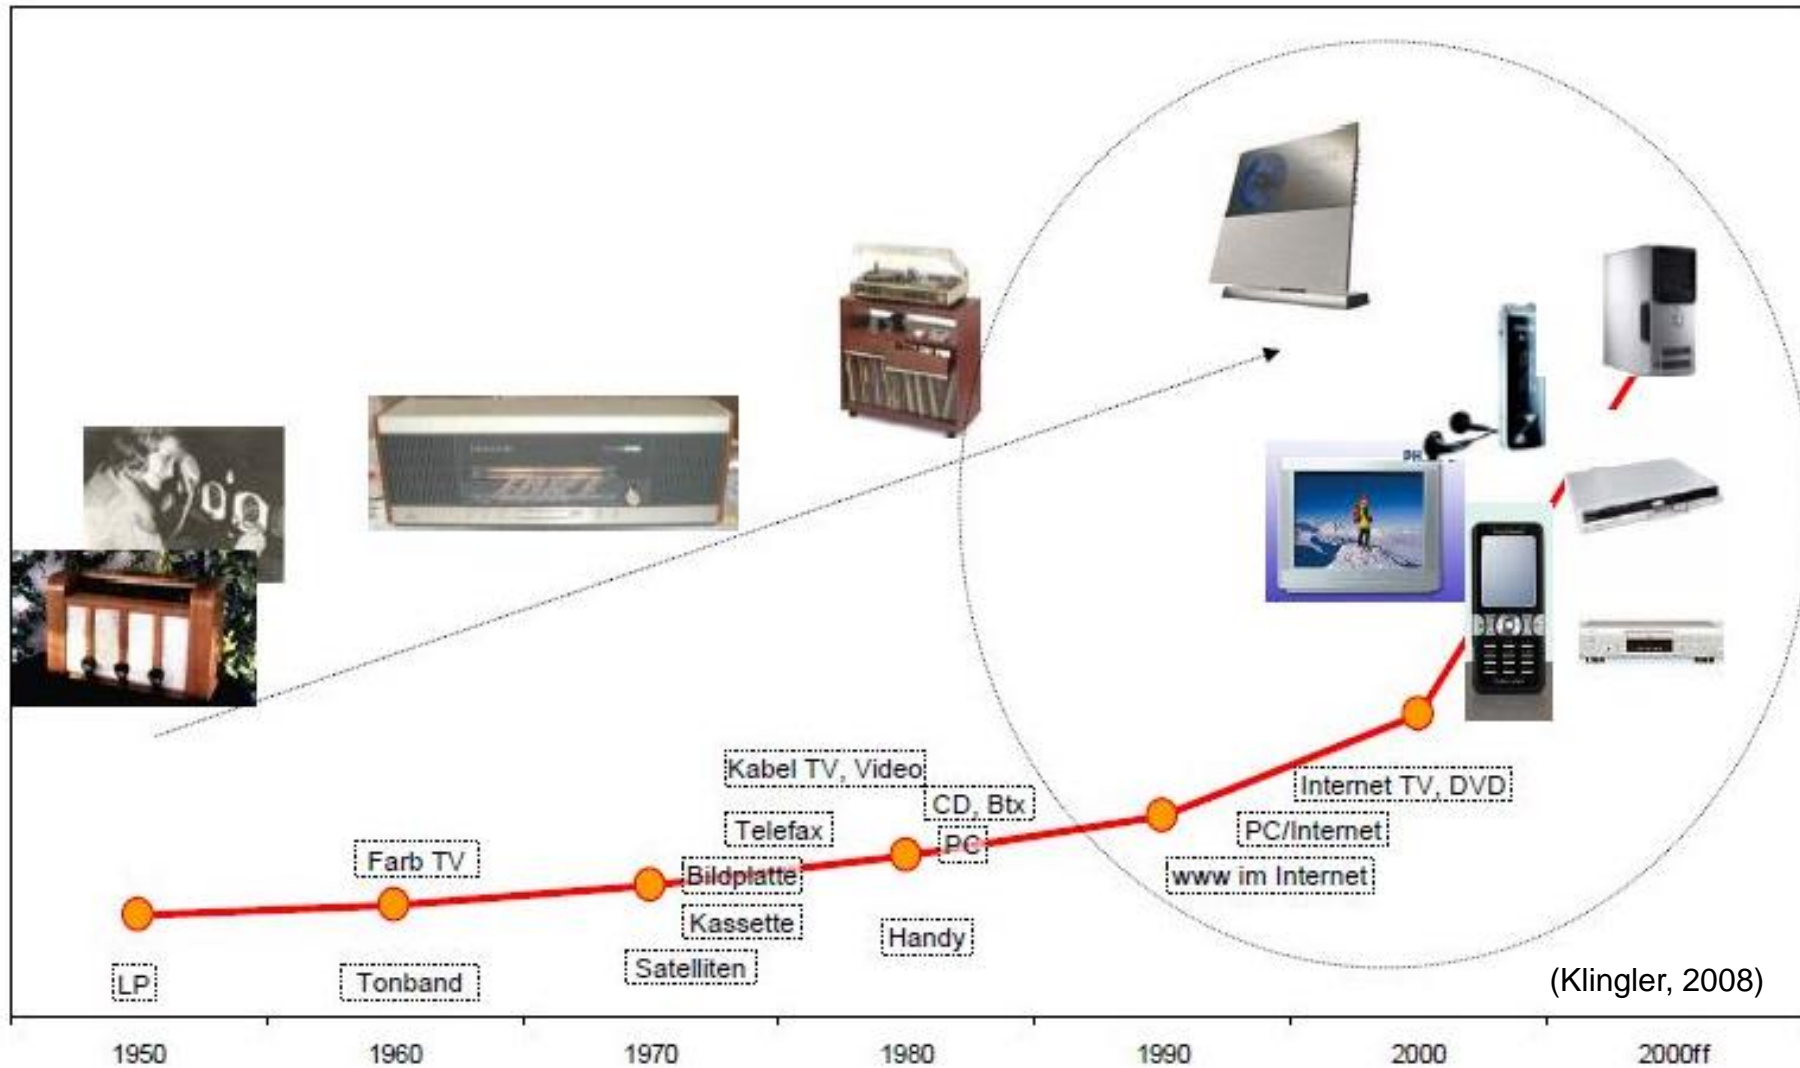 PH
Kabel TV, Video
CD, Btx
Internet TV, DVD
Telefax
PC
PC/Internet
Farb TV
Bildplatte
www im Internet
Kassette
Handy
LP
Tonband
Satelliten
(Klingler, 2008)
1950
1960
1970
1980
1990
2000
2000ff